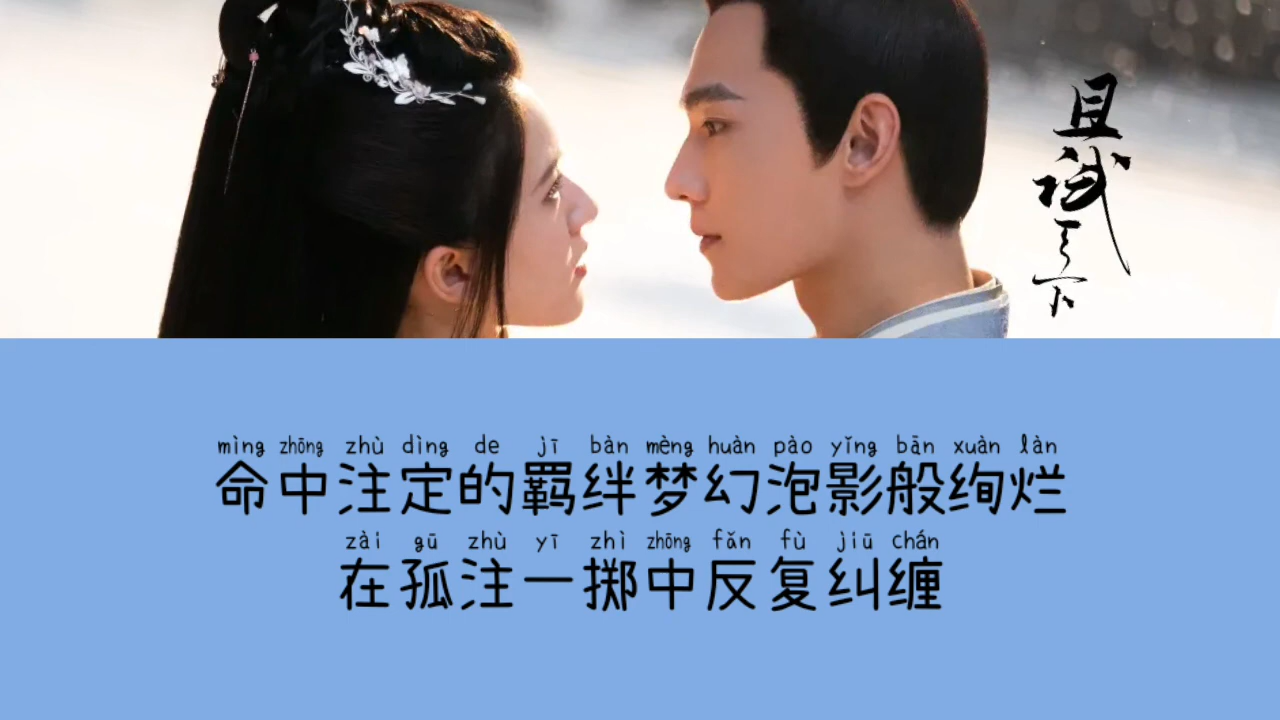 且试天下
mìng zhōng zhù dìng de jī bàn mèng huàn pào yǐng bān xuàn làn
命中注定的羁绊梦幻泡影般绚烂
zài gū zhù yī zhì zhōng fǎn fù jiū chán
在孤注一掷中反复纠缠